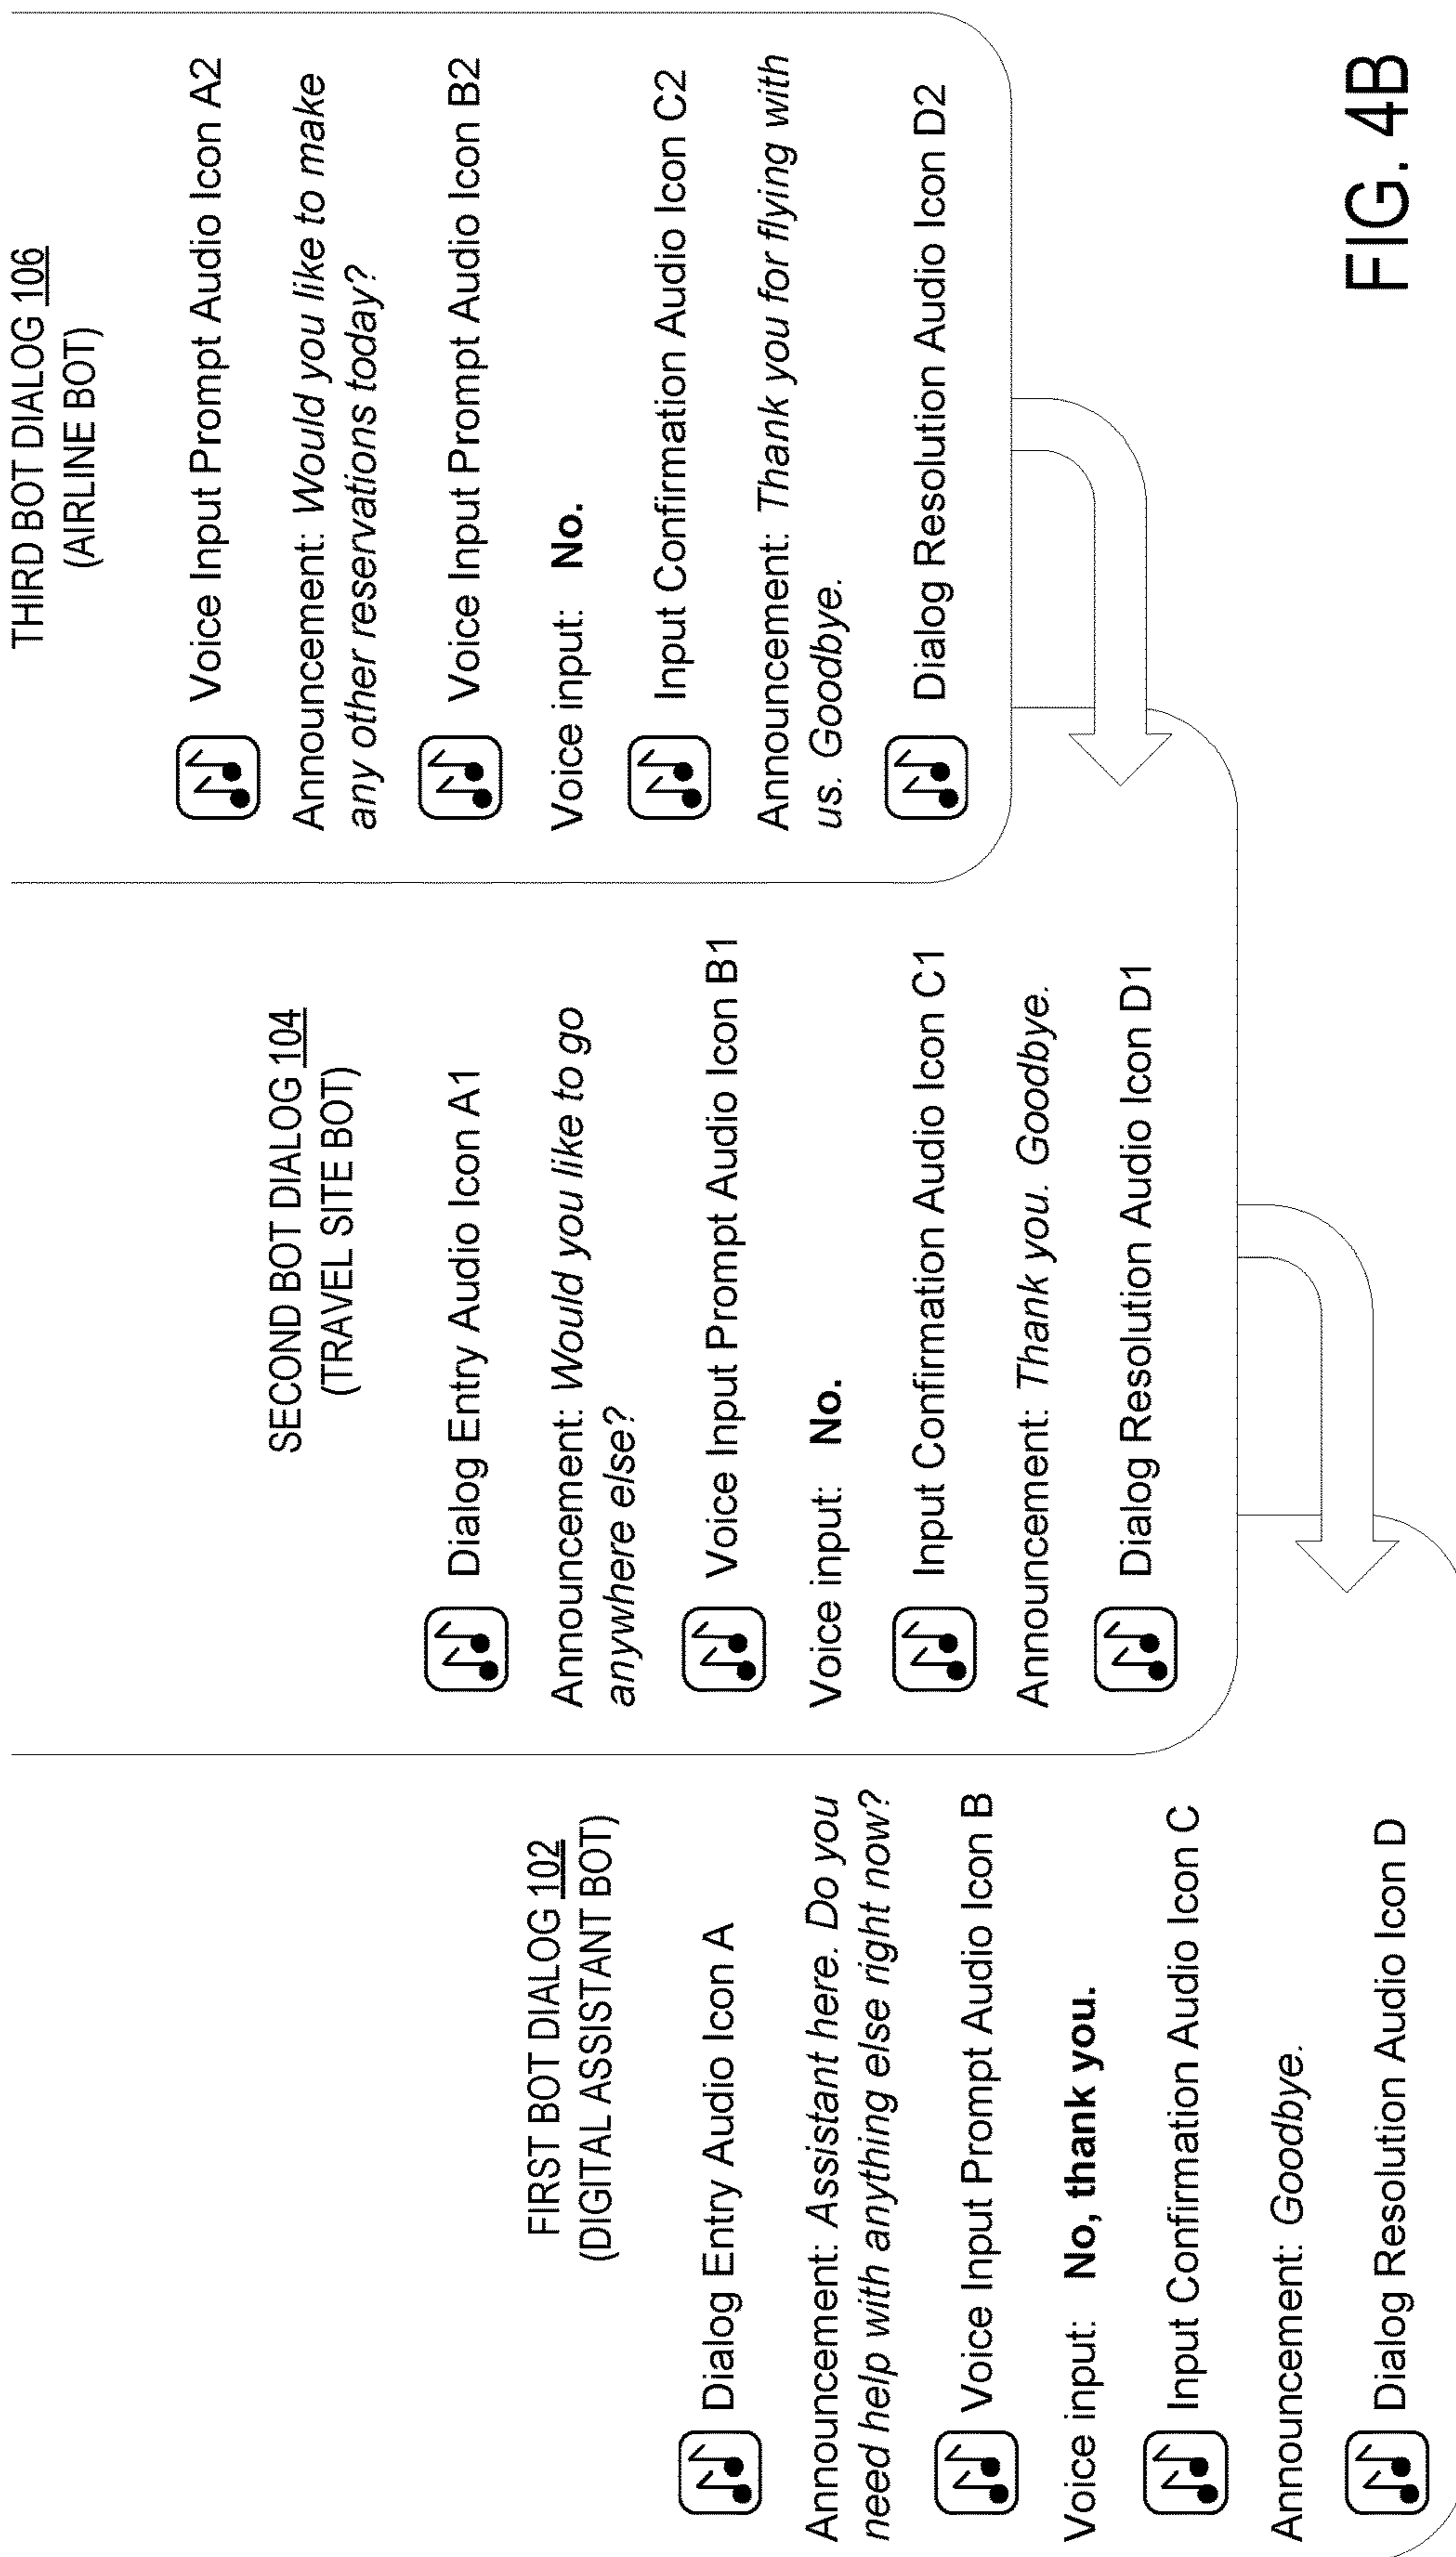 FIRST BOT DIALOG 102
(DIGITAL ASSISTANT BOT)
Dialog Entry Audio Icon A
Announcement: Assistant here. Do you
need help with anything else right now?
Voice Input Prompt Audio Icon B
Voice input: No, thank you.
Input Confirmation Audio Icon C
Announcement: Goodbye.
Dialog Resolution Audio Icon D
SECOND BOT DIALOG 104
(TRAVEL SITE BOT)
Dialog Entry Audio Icon A1
Announcement: Would you like to go
anywhere else?
Voice Input Prompt Audio Icon B1
Voice input: No.
Input Confirmation Audio Icon C1
Announcement: Thank you. Goodbye.
Dialog Resolution Audio Icon D1
THIRD BOT DIALOG 106
(AIRLINE BOT)
Voice Input Prompt Audio Icon A2
Announcement: Would you like to make
any other reservations today?
Voice Input Prompt Audio Icon B2
Voice input: No.
Input Confirmation Audio Icon C2
Announcement: Thank you for flying with
us. Goodbye.
Dialog Resolution Audio Icon D2
FIG. 4B